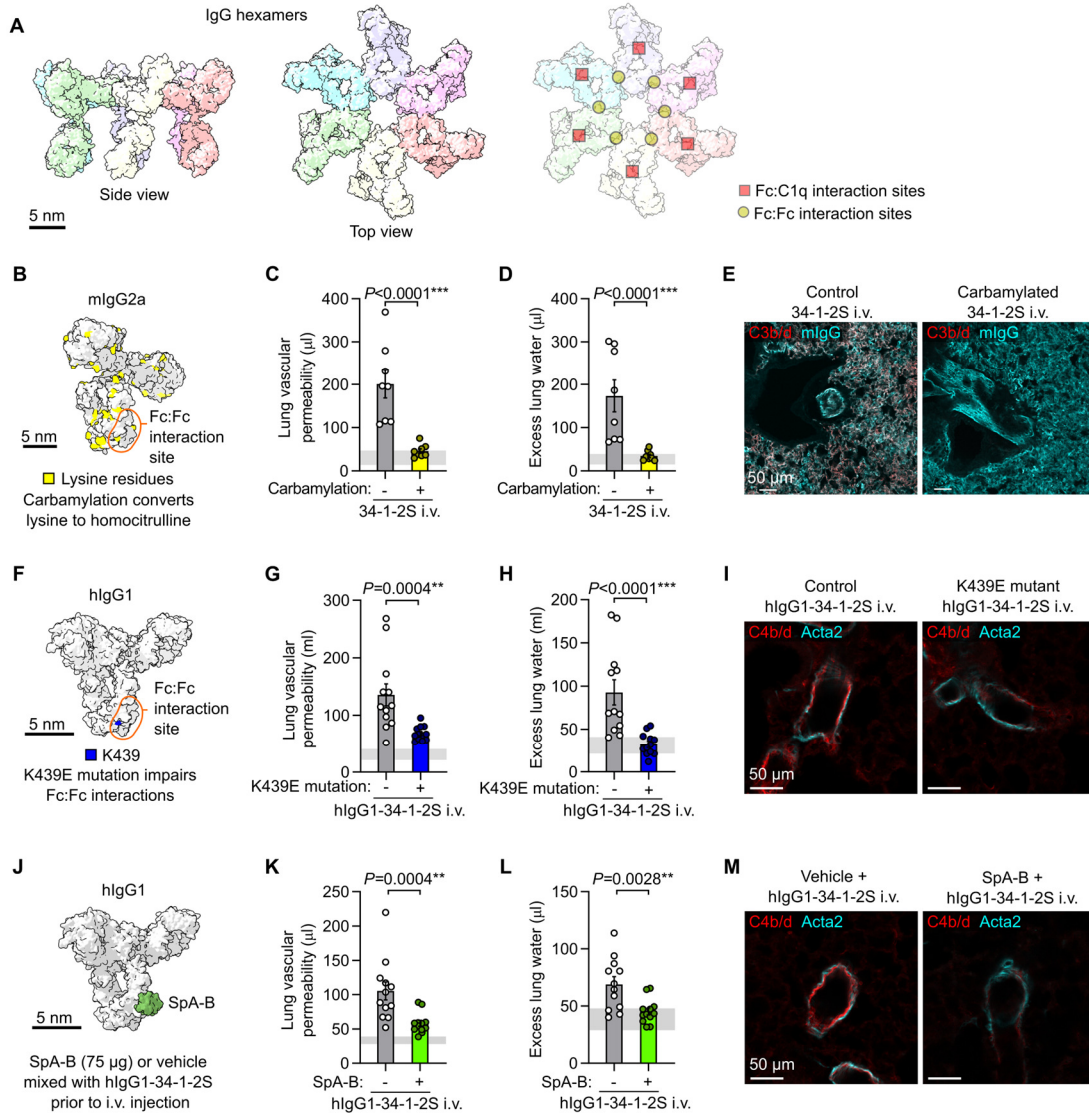 A
IgG hexamers
Side view
5 nm
Top view
Fc:C1q interaction sites
Fc:Fc interaction sites
B
mIgG2a
5 nm
Fc:Fc
interaction
site
Lysine residues
Carbamylation converts
lysine to homocitrulline
C
P<0.0001***
Lung vascular
permeability (µl)
400
300
200
100
0
Carbamylation: - +
34-1-2S i.v.
D
P<0.0001***
Excess lung water (µl)
400
300
200
100
0
Carbamylation: - +
34-1-2S i.v.
E
Control
34-1-2S i.v.
C3b/d mIgG
50 µm
Carbamylated
34-1-2S i.v.
C3b/d mIgG
F
hIgG1
5 nm
Fc:Fc
interaction
site
K439
K439E mutation impairs
Fc:Fc interactions
G
P=0.0004**
Lung vascular
permeability (ml)
300
250
200
150
100
50
0
K439E mutation: - +
hIgG1-34-1-2S i.v.
H
P<0.0001***
Excess lung water (ml)
200
150
100
50
0
K439E mutation: - +
hIgG1-34-1-2S i.v.
I
Control
hIgG1-34-1-2S i.v.
C4b/d Acta2
50 µm
K439E mutant
hIgG1-34-1-2S i.v.
C4b/d Acta2
J
hIgG1
SpA-B
5 nm
SpA-B (75 µg) or vehicle
mixed with hIgG1-34-1-2S
prior to i.v. injection
K
P=0.0004**
Lung vascular
permeability (µl)
250
200
150
100
50
0
SpA-B: - +
hIgG1-34-1-2S i.v.
L
P=0.0028**
Excess lung water (µl)
150
100
50
0
SpA-B: - +
hIgG1-34-1-2S i.v.
M
Vehicle +
hIgG1-34-1-2S i.v.
C4b/d Acta2
50 µm
SpA-B +
hIgG1-34-1-2S i.v.
C4b/d Acta2